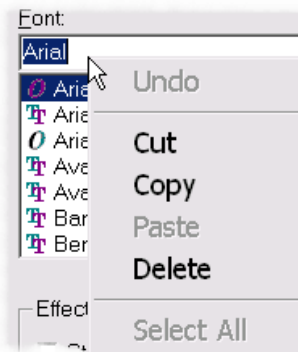 Font:
Arial
Aria
Aria
Aria
Ava
Ava
Bar
Ber
Effect
Undo
Cut
Copy
Paste
Delete
Select All